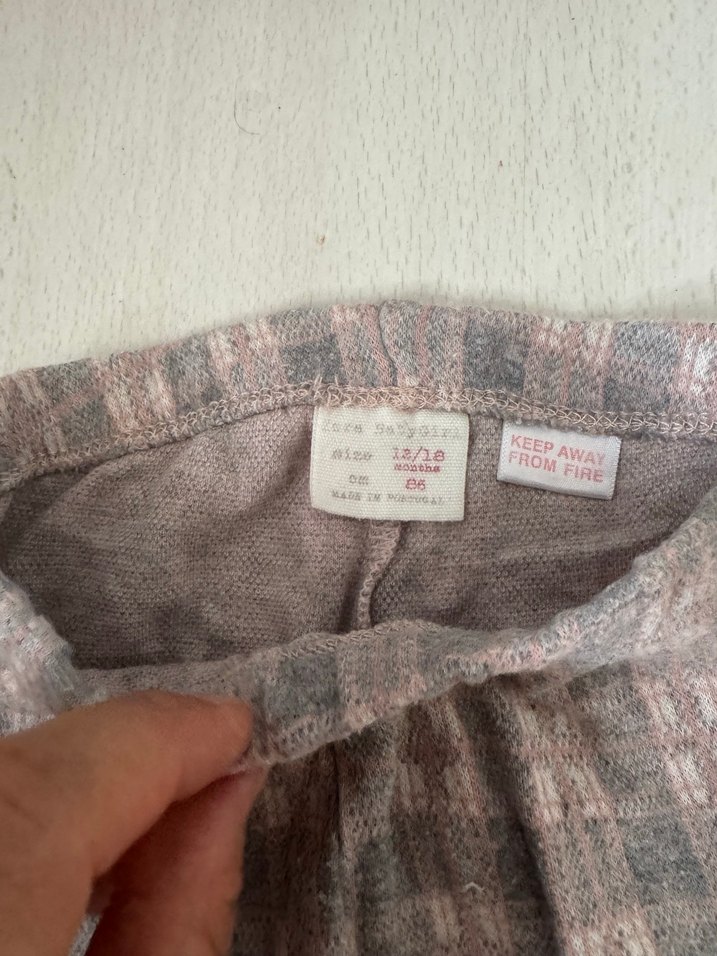 Zara BabyGirl
size 12/18
months
cm 86
MADE IN PORTUGAL
KEEP AWAY
FROM FIRE